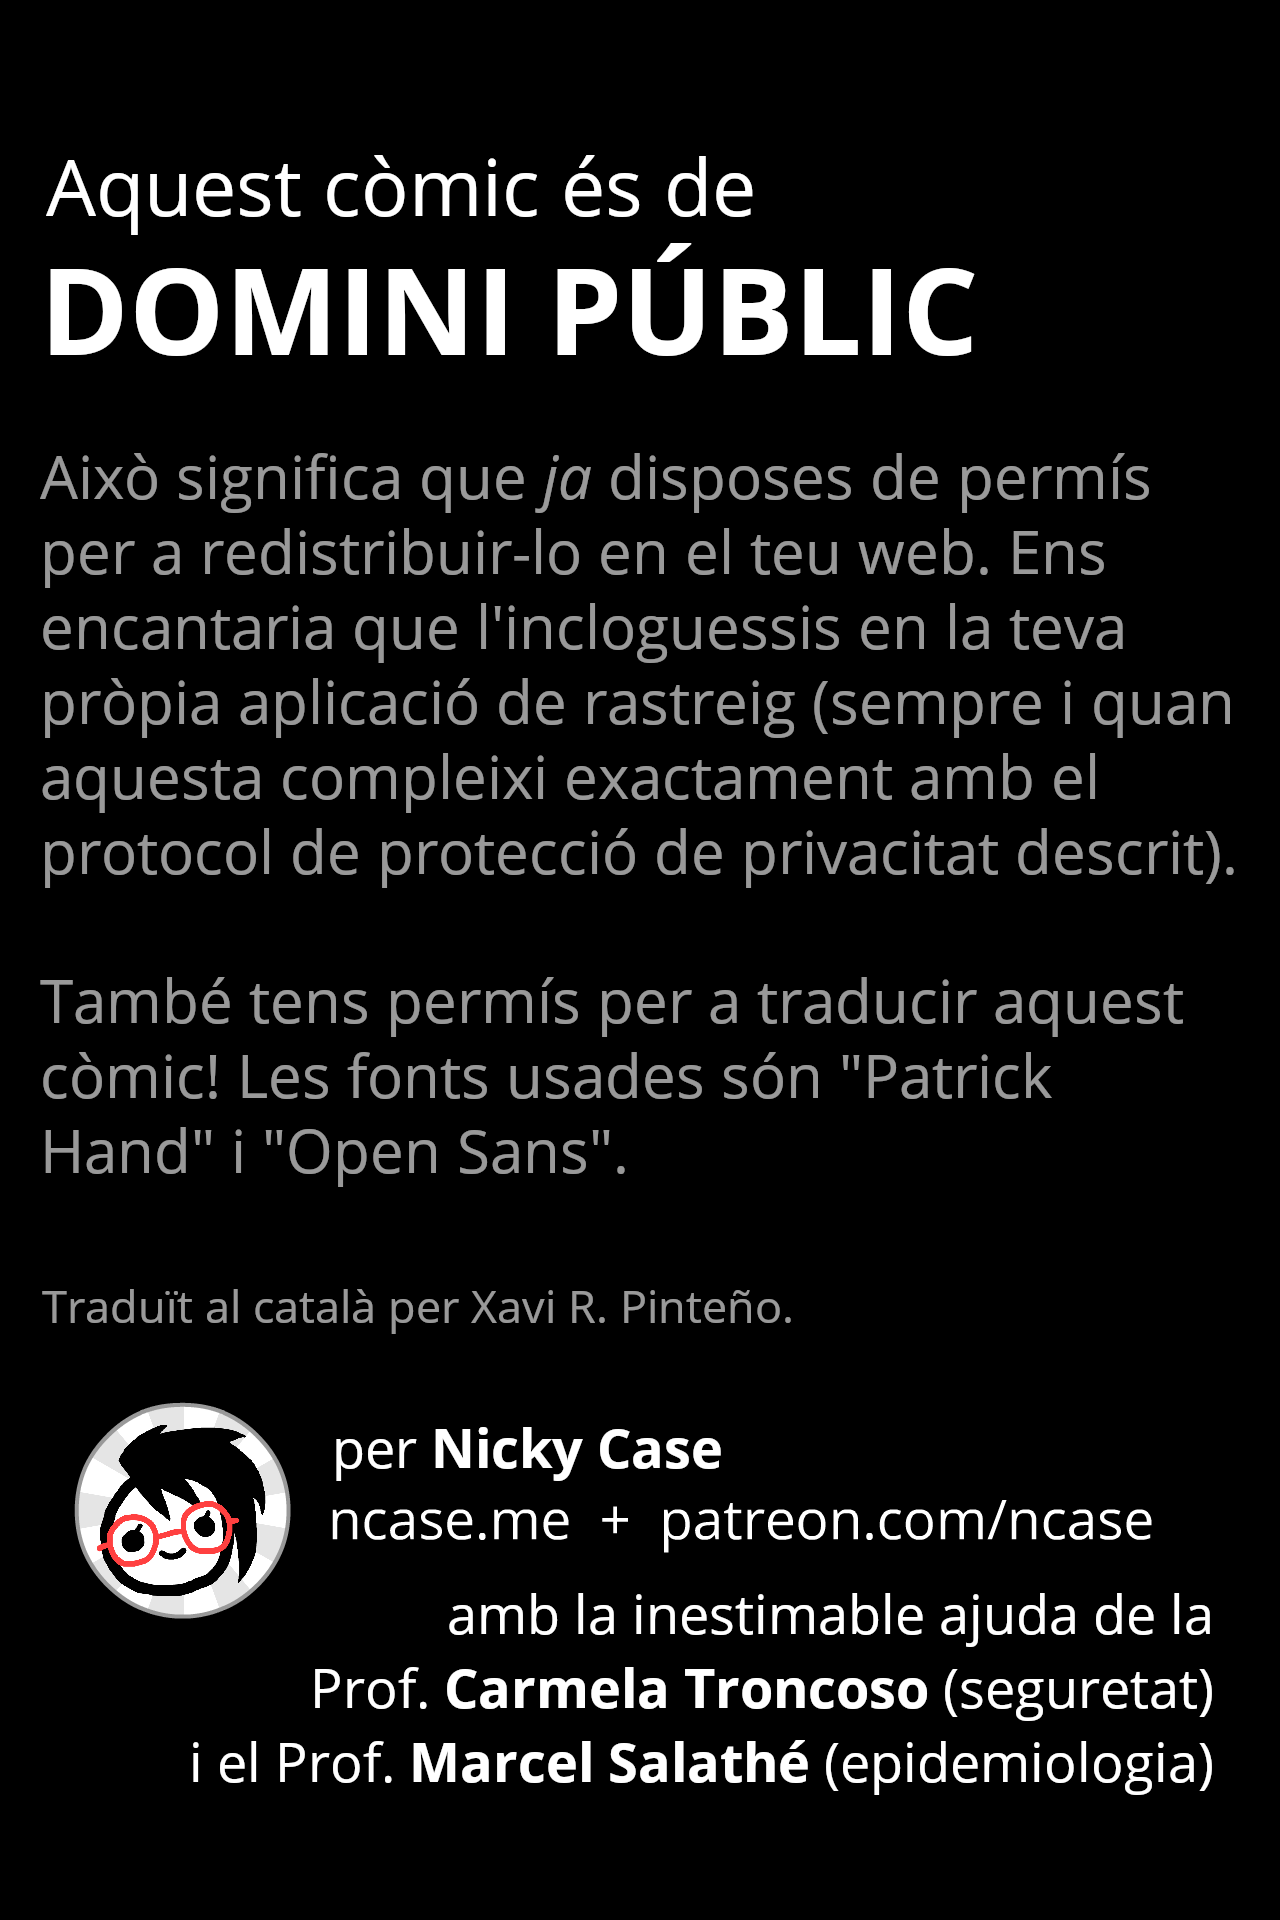 Aquest còmic és de
DOMINI PÚBLIC
Això significa que ja disposes de permís
per a redistribuir-lo en el teu web. Ens
encantaria que l'incloguessis en la teva
pròpia aplicació de rastreig (sempre i quan
aquesta compleixi exactament amb el
protocol de protecció de privacitat descrit).
També tens permís per a traducir aquest
còmic! Les fonts usades són "Patrick
Hand" i "Open Sans".
Traduït al català per Xavi R. Pinteño.
per Nicky Case
ncase.me + patreon.com/ncase
amb la inestimable ajuda de la
Prof. Carmela Troncoso (seguretat)
i el Prof. Marcel Salathé (epidemiologia)